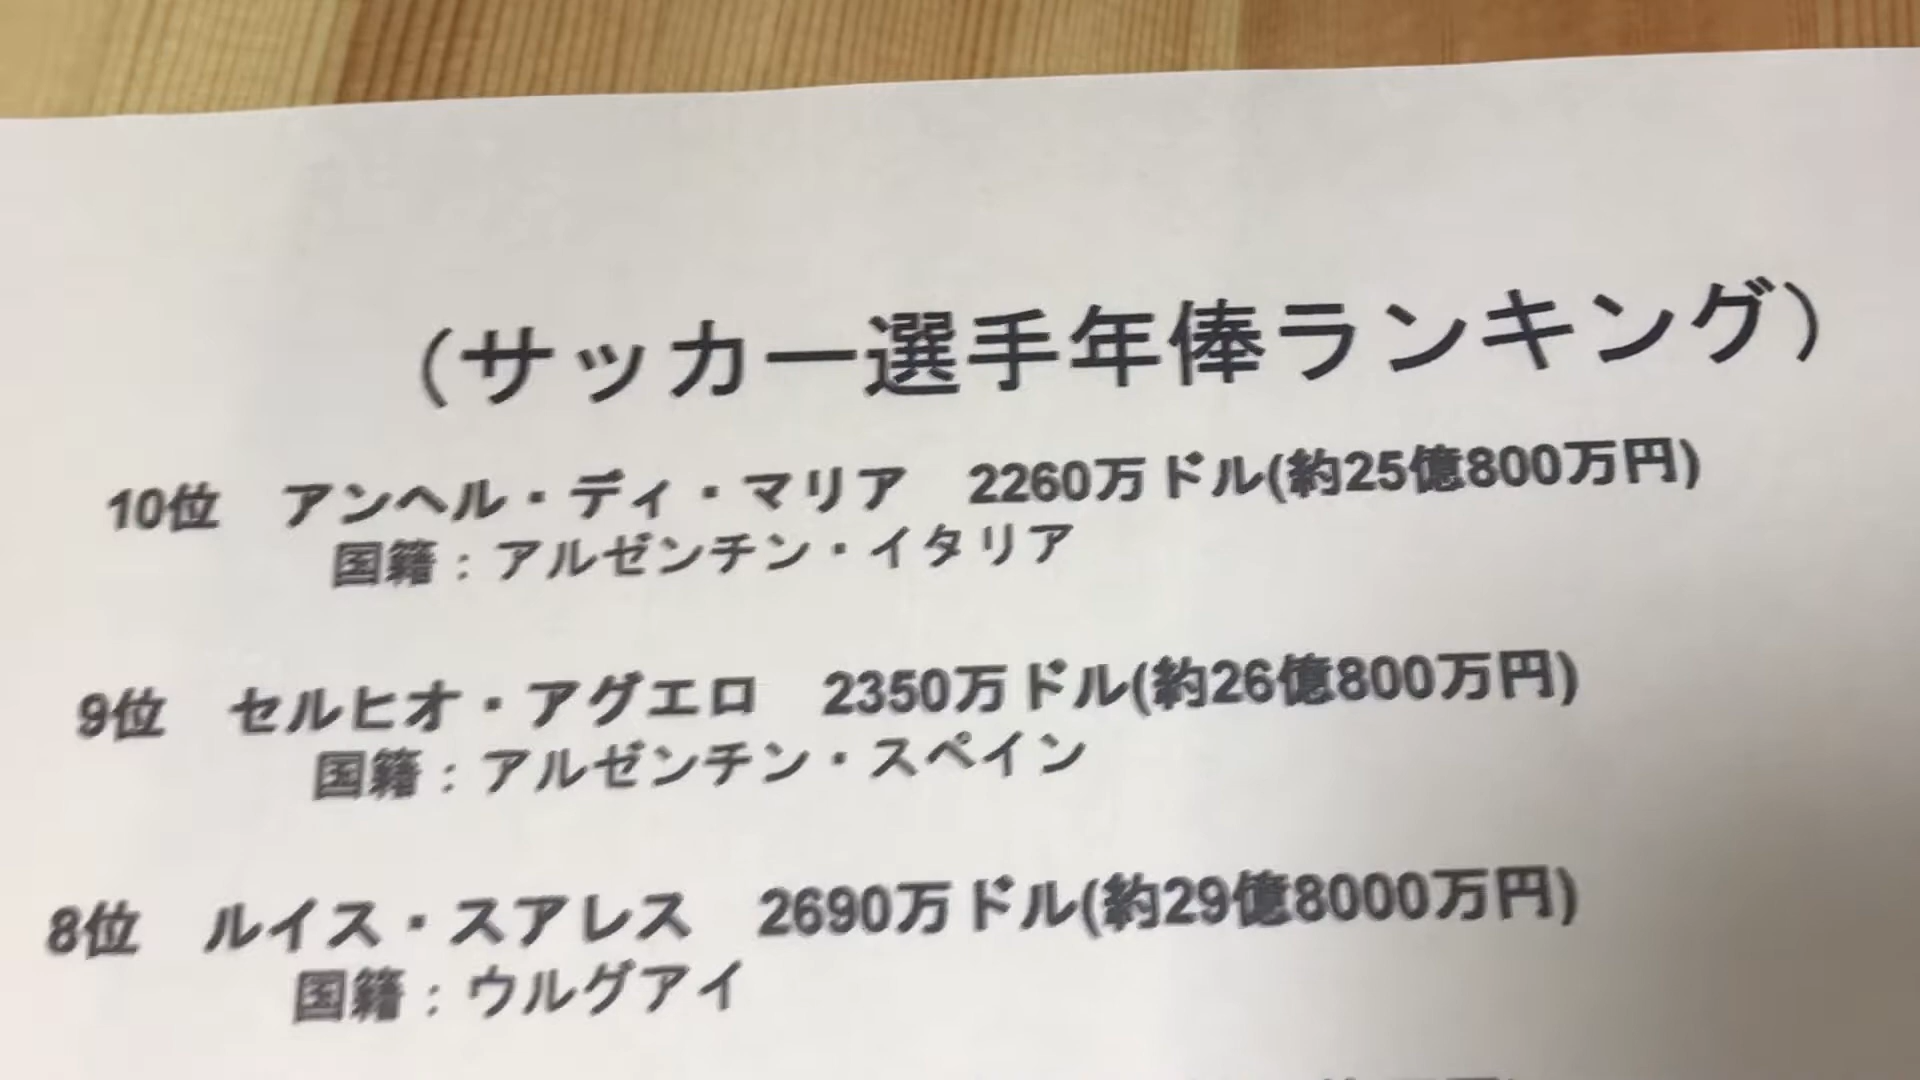 （サッカー選手年俸ランキング）
10位　アンヘル・ディ・マリア　2260万ドル(約25億800万円)
国籍：アルゼンチン・イタリア
9位　セルヒオ・アグエロ　2350万ドル(約26億800万円)
国籍：アルゼンチン・スペイン
8位　ルイス・スアレス　2690万ドル(約29億8000万円)
国籍：ウルグアイ